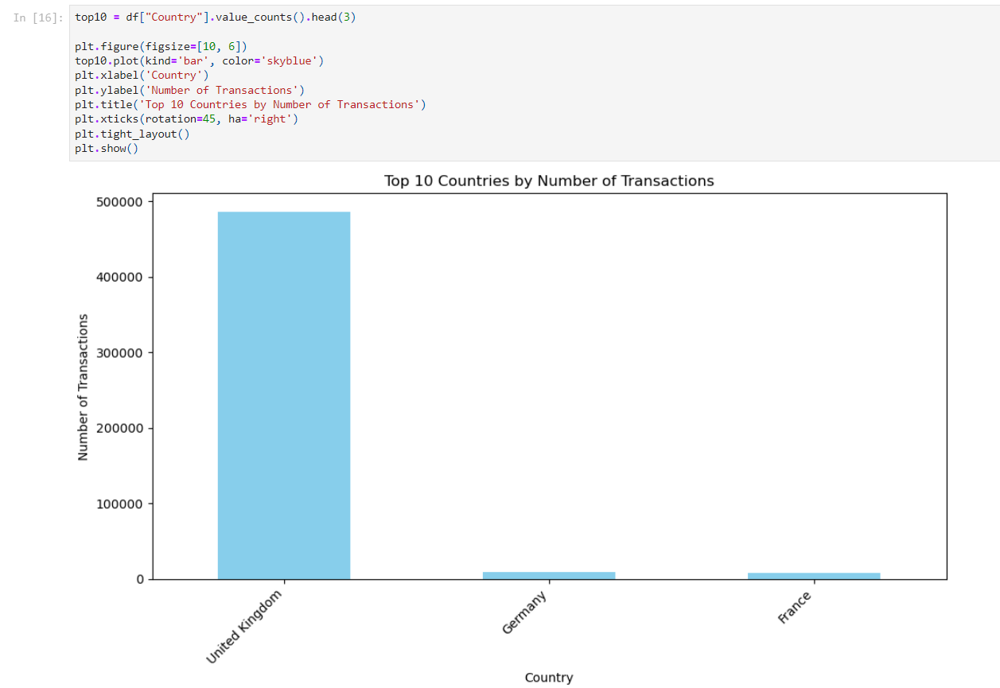 In [16]:
top10 = df["Country"].value_counts().head(3)
plt.figure(figsize=[10, 6])
top10.plot(kind='bar', color='skyblue')
plt.xlabel('Country')
plt.ylabel('Number of Transactions')
plt.title('Top 10 Countries by Number of Transactions')
plt.xticks(rotation=45, ha='right')
plt.tight_layout()
plt.show()
Top 10 Countries by Number of Transactions
Number of Transactions
500000
400000
300000
200000
100000
0
United Kingdom
Germany
France
Country